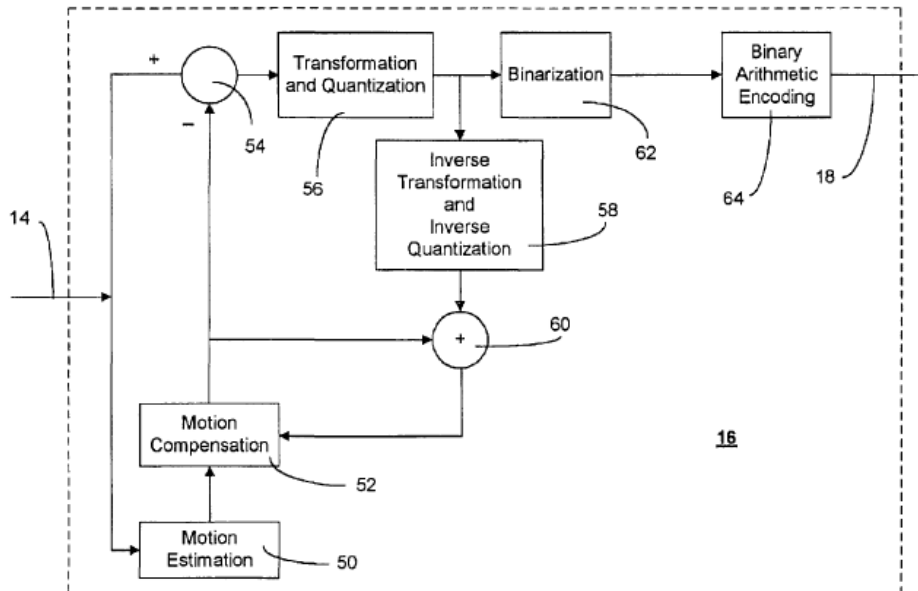 +
54
Transformation
and Quantization
56
Binarization
62
Binary
Arithmetic
Encoding
64
18
−
14
Inverse
Transformation
and
Inverse
Quantization
58
+
60
Motion
Compensation
52
16
Motion
Estimation
50